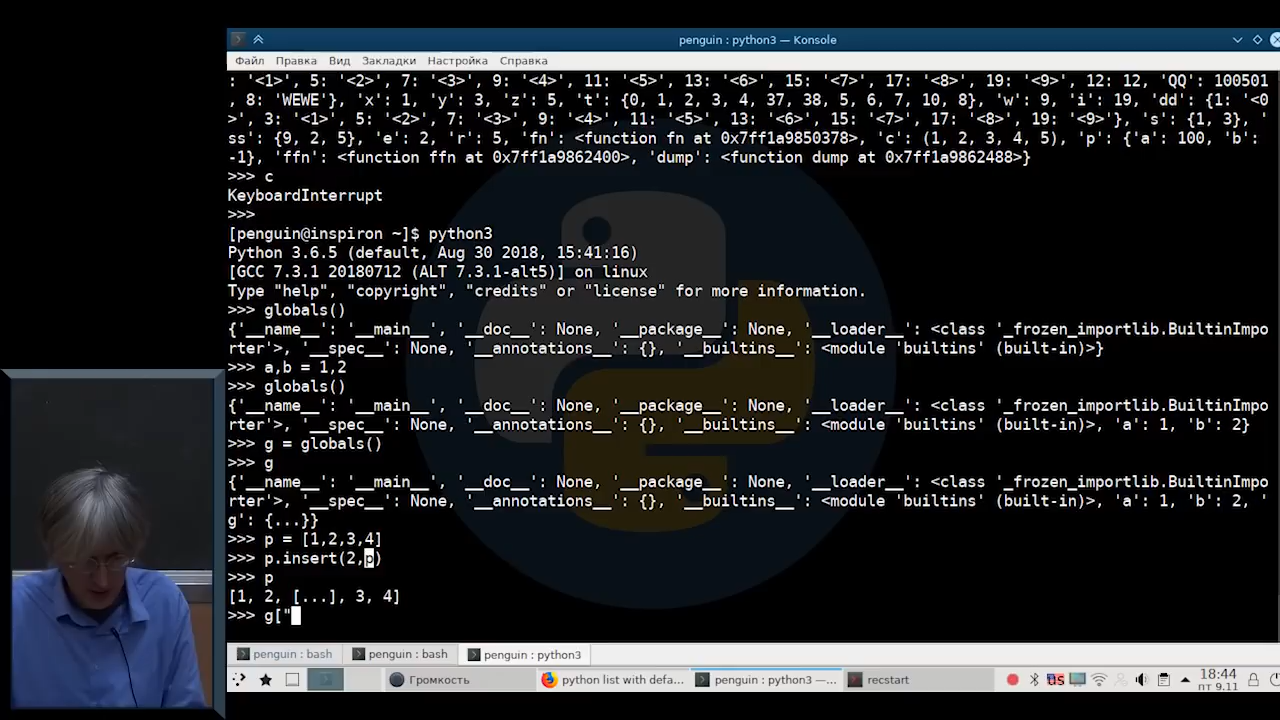 penguin : python3 — Konsole
Файл Правка Вид Закладки Настройка Справка
: '<1>', 5: '<2>', 7: '<3>', 9: '<4>', 11: '<5>', 13: '<6>', 15: '<7>', 17: '<8>', 19: '<9>', 12: 12, 'QQ': 100501
, 8: 'WEWE'}, 'x': 1, 'y': 3, 'z': 5, 't': {0, 1, 2, 3, 4, 37, 38, 5, 6, 7, 10, 8}, 'w': 9, 'i': 19, 'dd': {1: '<0
>', 3: '<1>', 5: '<2>', 7: '<3>', 9: '<4>', 11: '<5>', 13: '<6>', 15: '<7>', 17: '<8>', 19: '<9>'}, 's': {1, 3}, '
ss': {9, 2, 5}, 'e': 2, 'r': 5, 'fn': <function fn at 0x7ff1a9850378>, 'c': (1, 2, 3, 4, 5), 'p': {'a': 100, 'b':
-1}, 'ffn': <function ffn at 0x7ff1a9862400>, 'dump': <function dump at 0x7ff1a9862488>}
>>> c
KeyboardInterrupt
>>>
[penguin@inspiron ~]$ python3
Python 3.6.5 (default, Aug 30 2018, 15:41:16)
[GCC 7.3.1 20180712 (ALT 7.3.1-alt5)] on linux
Type "help", "copyright", "credits" or "license" for more information.
>>> globals()
{'__name__': '__main__', '__doc__': None, '__package__': None, '__loader__': <class '_frozen_importlib.BuiltinImpo
rter'>, '__spec__': None, '__annotations__': {}, '__builtins__': <module 'builtins' (built-in)>}
>>> a,b = 1,2
>>> globals()
{'__name__': '__main__', '__doc__': None, '__package__': None, '__loader__': <class '_frozen_importlib.BuiltinImpo
rter'>, '__spec__': None, '__annotations__': {}, '__builtins__': <module 'builtins' (built-in)>, 'a': 1, 'b': 2}
>>> g = globals()
>>> g
{'__name__': '__main__', '__doc__': None, '__package__': None, '__loader__': <class '_frozen_importlib.BuiltinImpo
rter'>, '__spec__': None, '__annotations__': {}, '__builtins__': <module 'builtins' (built-in)>, 'a': 1, 'b': 2, '
g': {...}}
>>> p = [1,2,3,4]
>>> p.insert(2,p)
>>> p
[1, 2, [...], 3, 4]
>>> g["
penguin : bash penguin : bash penguin : python3
Громкость python list with defa... penguin : python3 —... recstart us 18:44
пт 9.11